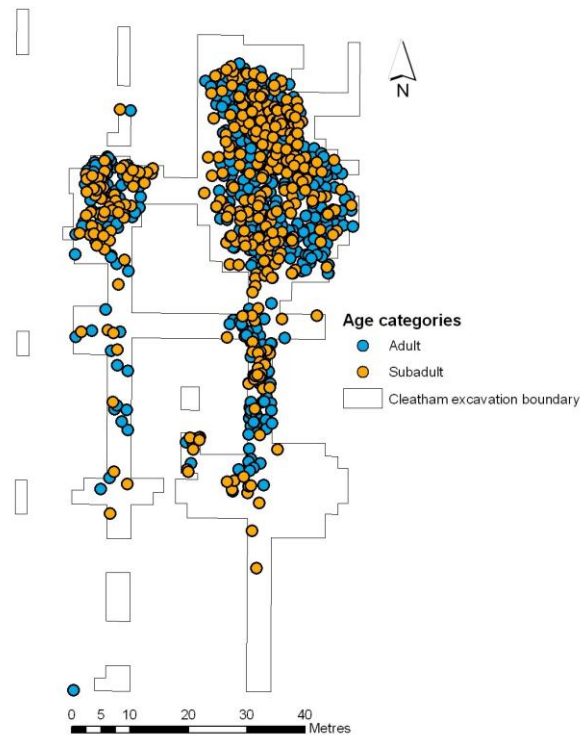 N
Age categories
Adult
Subadult
Cleatham excavation boundary
0 5 10 20 30 40
Metres